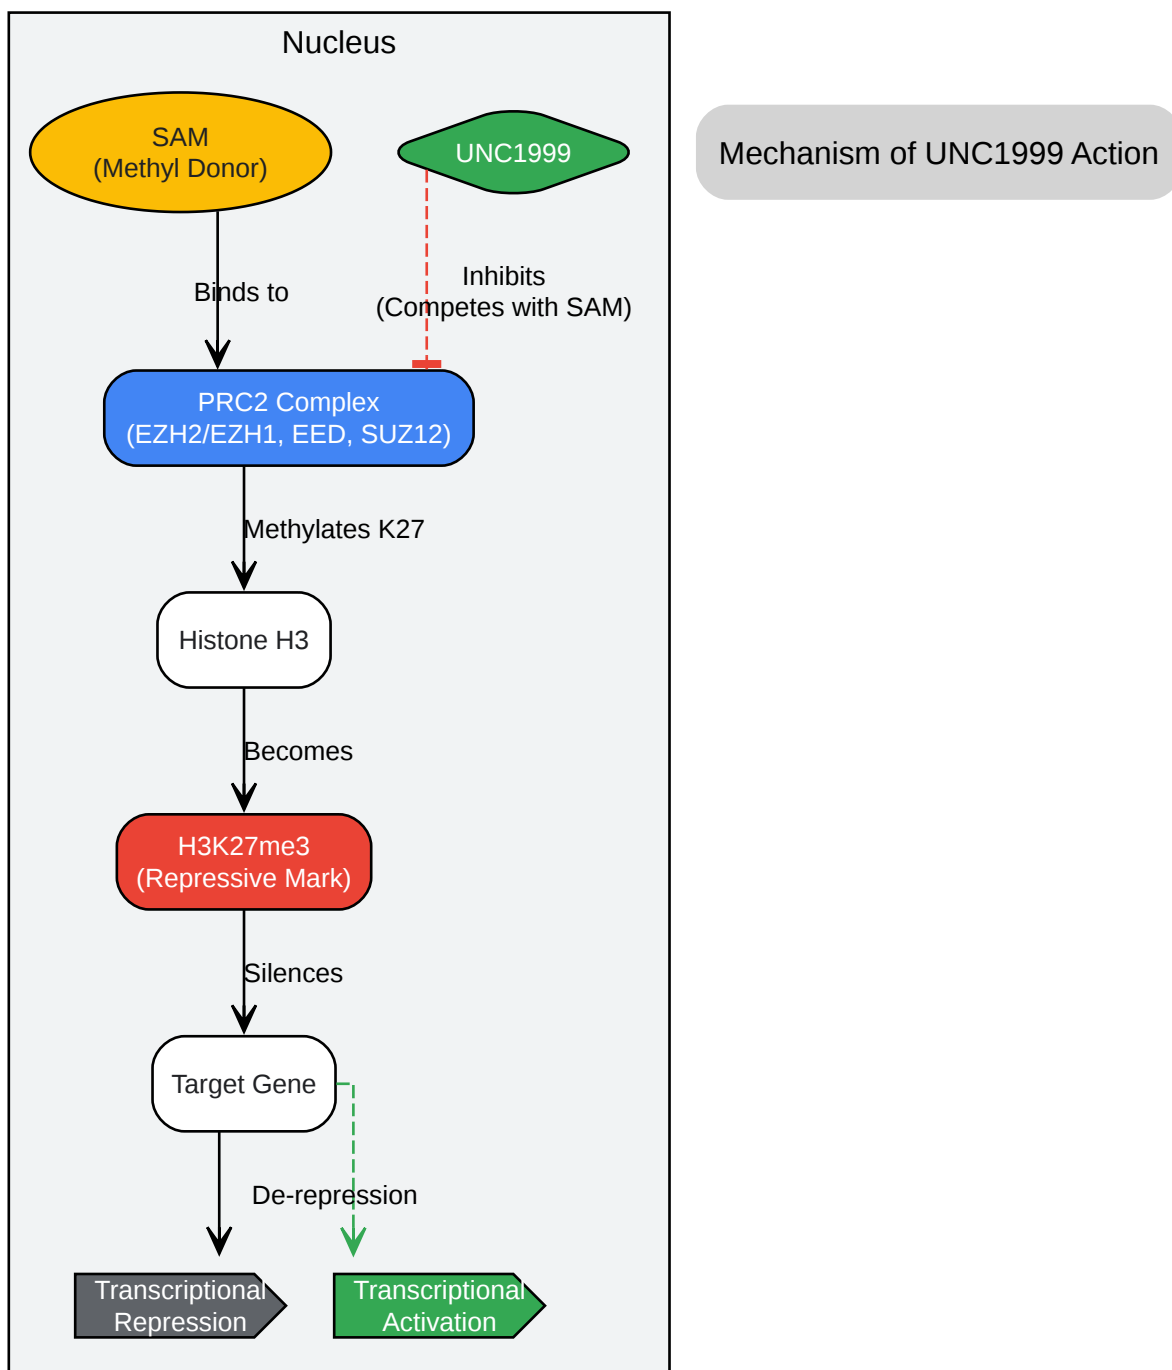 Nucleus
SAM
(Methyl Donor)
UNC1999
Mechanism of UNC1999 Action
Binds to
Inhibits
(Competes with SAM)
PRC2 Complex
(EZH2/EZH1, EED, SUZ12)
Methylates K27
Histone H3
Becomes
H3K27me3
(Repressive Mark)
Silences
Target Gene
De-repression
Transcriptional
Repression
Transcriptional
Activation